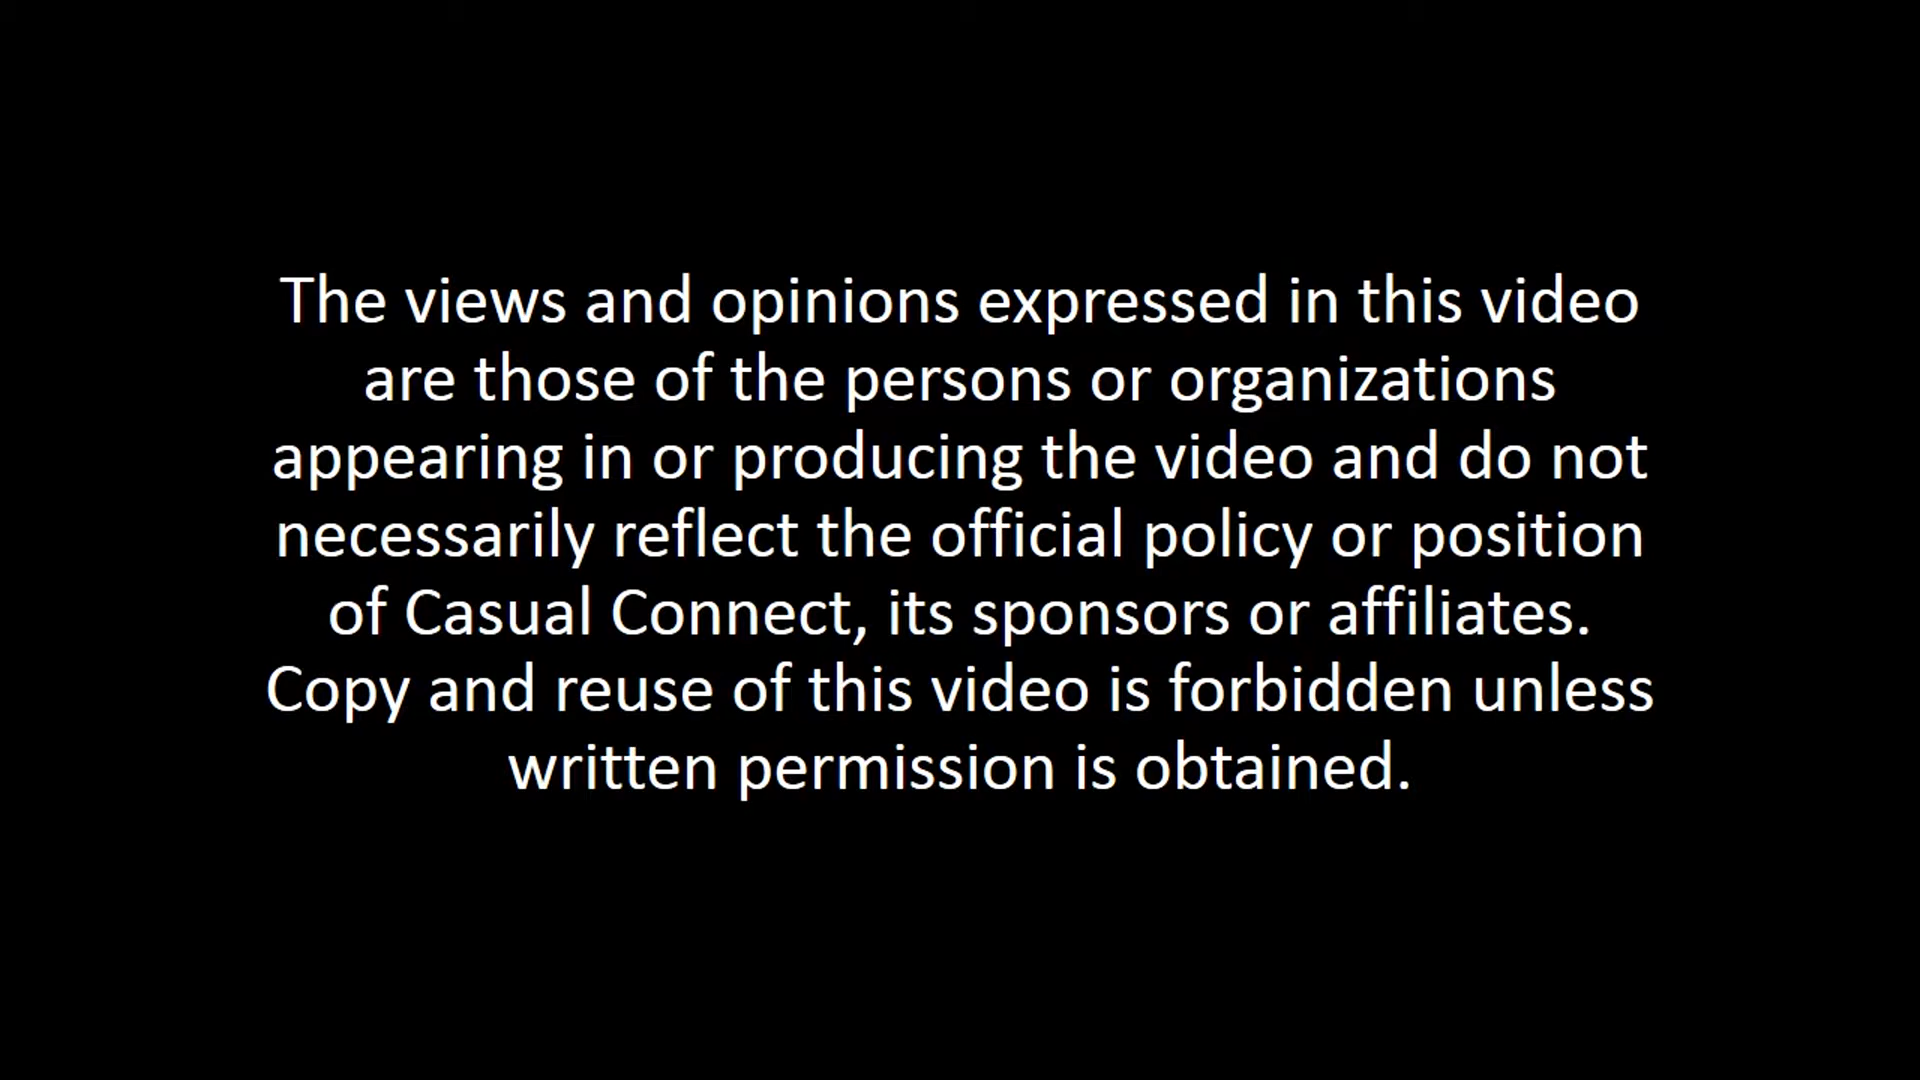 The views and opinions expressed in this video
are those of the persons or organizations
appearing in or producing the video and do not
necessarily reflect the official policy or position
of Casual Connect, its sponsors or affiliates.
Copy and reuse of this video is forbidden unless
written permission is obtained.